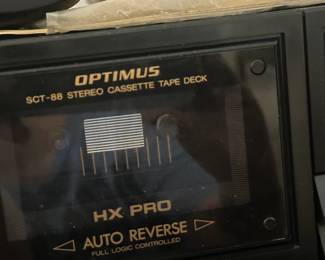 OPTIMUS
SCT-88 STEREO CASSETTE TAPE DECK
HX PRO
AUTO REVERSE
FULL LOGIC CONTROLLED